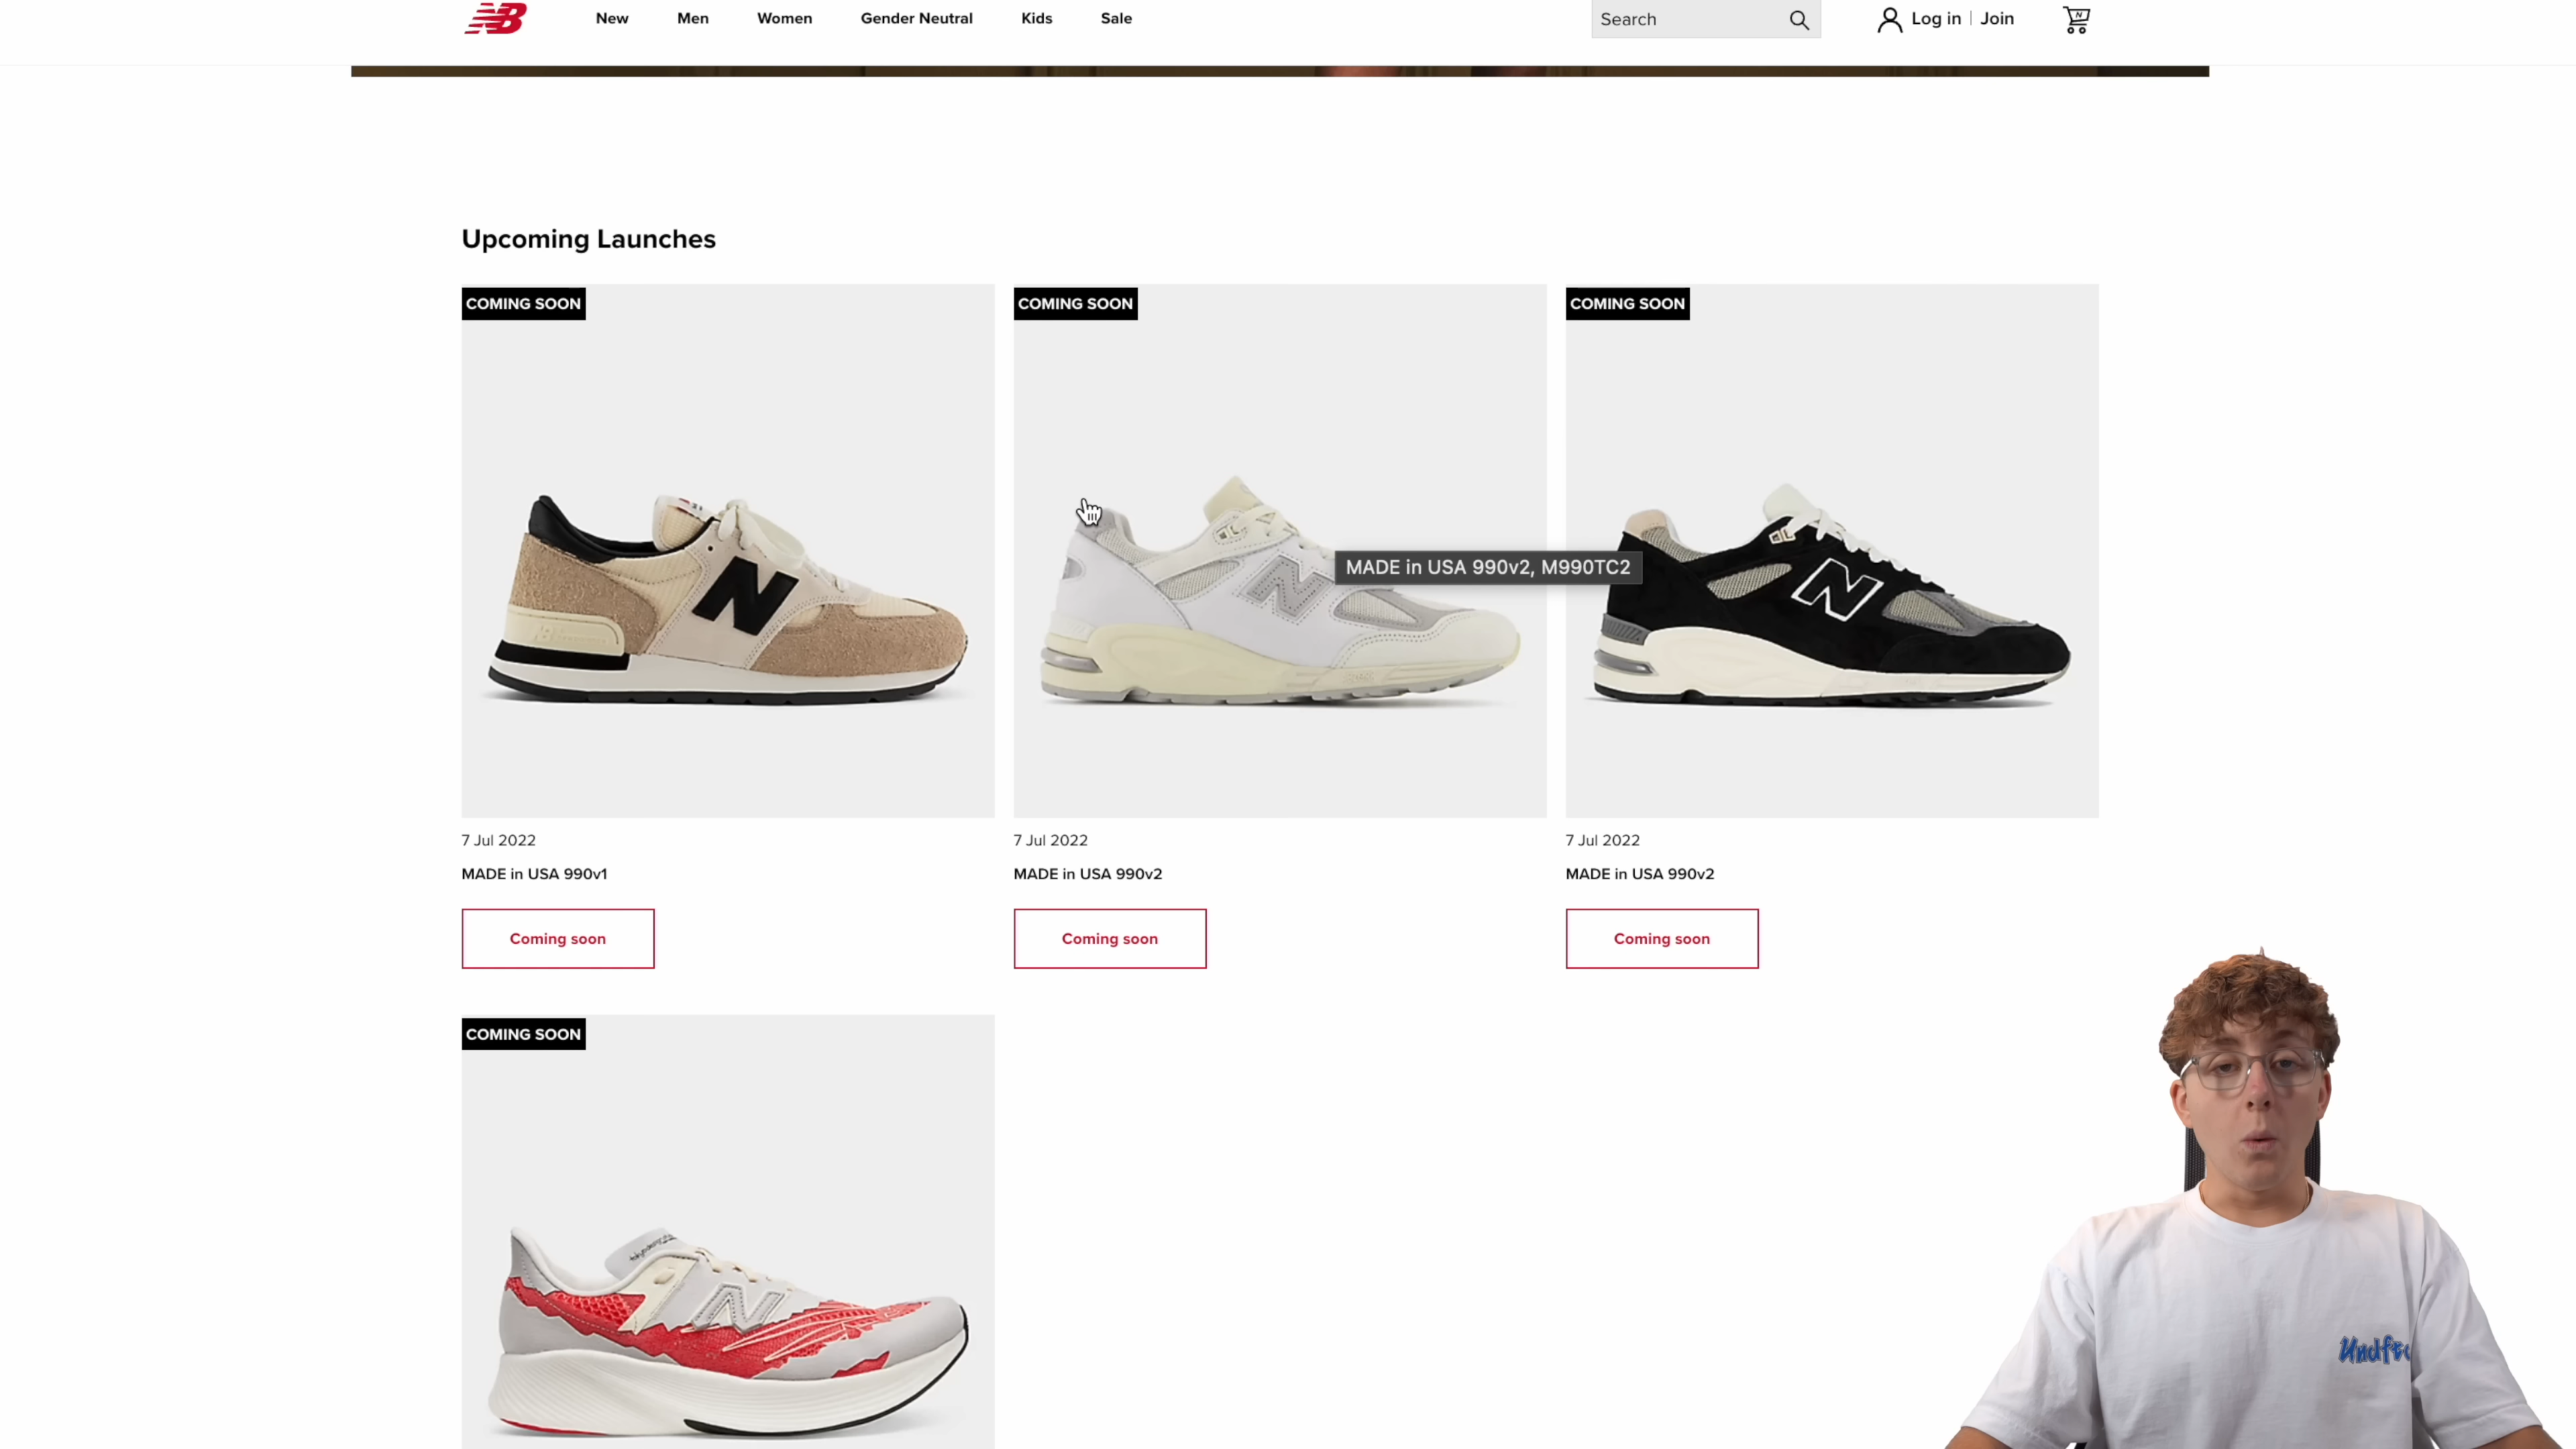 NB
New Men Women Gender Neutral Kids Sale Search Log in | Join
Upcoming Launches
COMING SOON COMING SOON COMING SOON
N N N
MADE in USA 990v2, M990TC2
7 Jul 2022 7 Jul 2022 7 Jul 2022
MADE in USA 990v1 MADE in USA 990v2 MADE in USA 990v2
Coming soon Coming soon Coming soon
COMING SOON
N